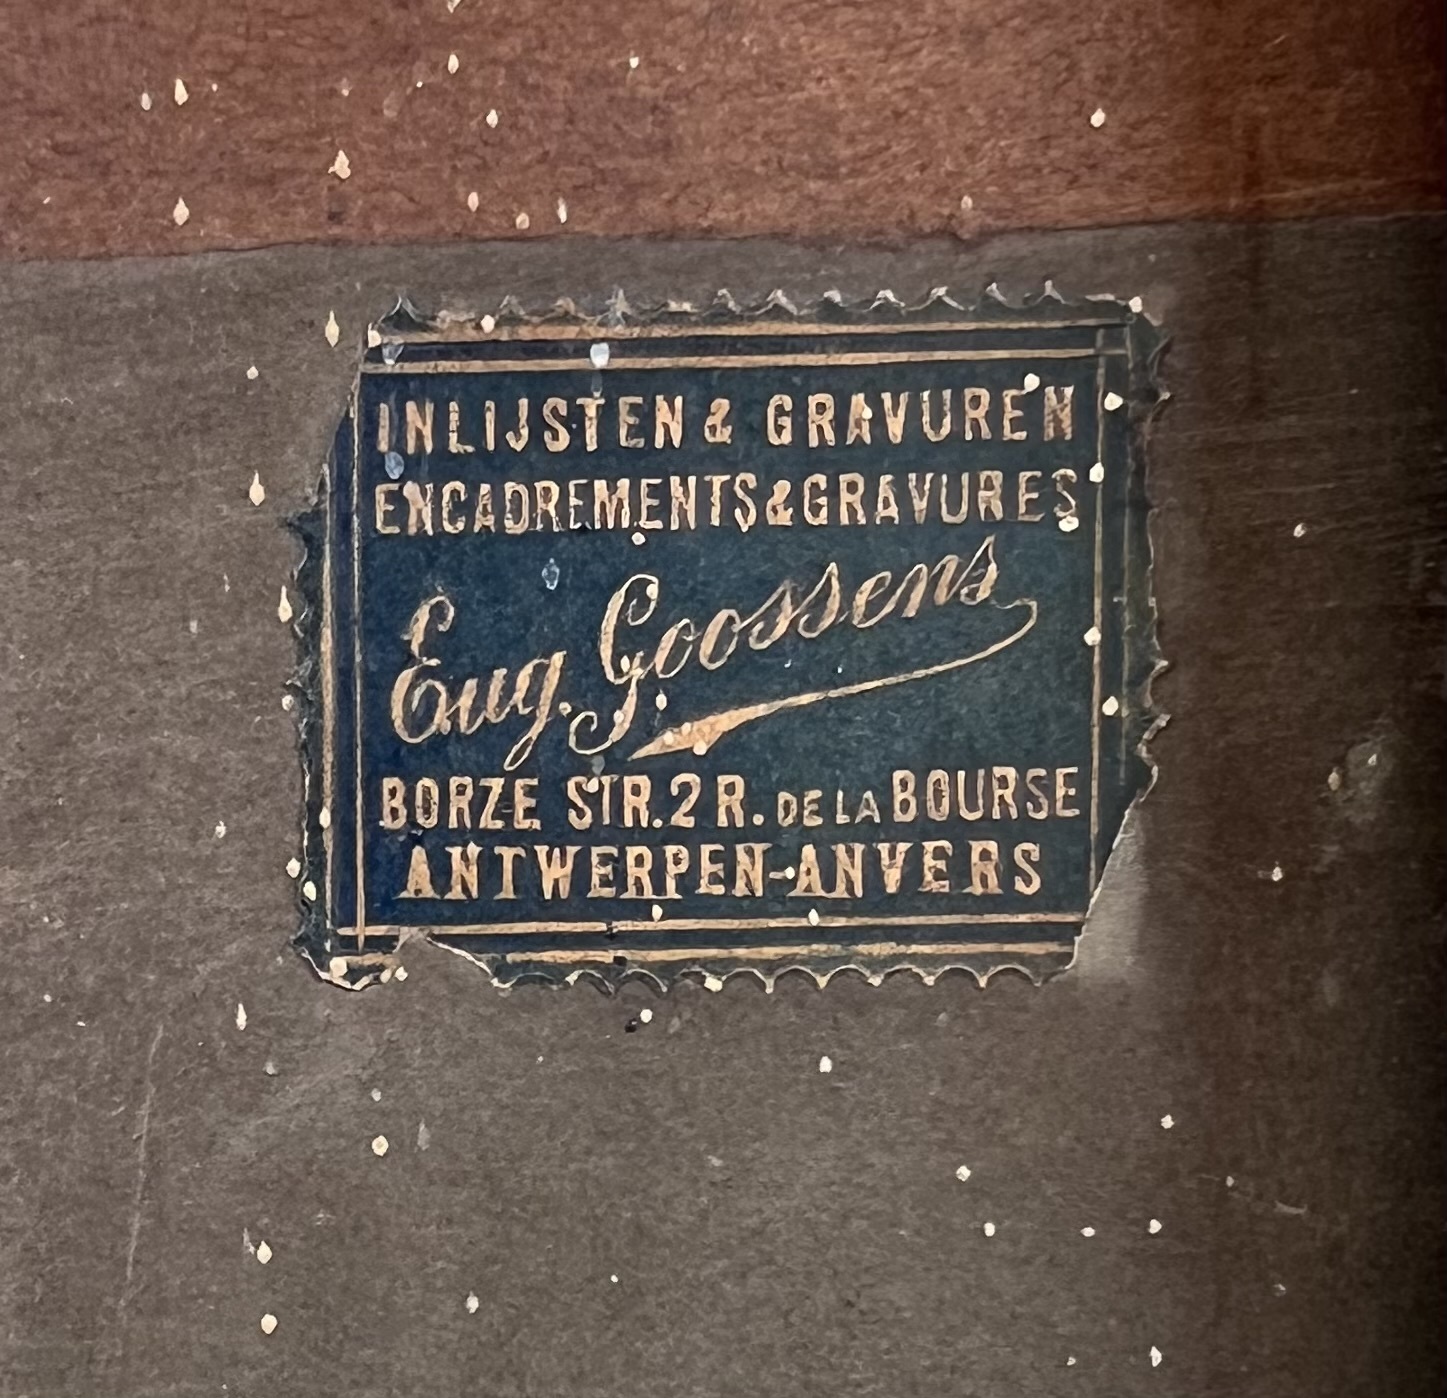 INLIJSTEN & GRAVUREN
ENCADREMENTS & GRAVURES
Eug. Goossens
BORZE STR. 2 R. DE LA BOURSE
ANTWERPEN-ANVERS